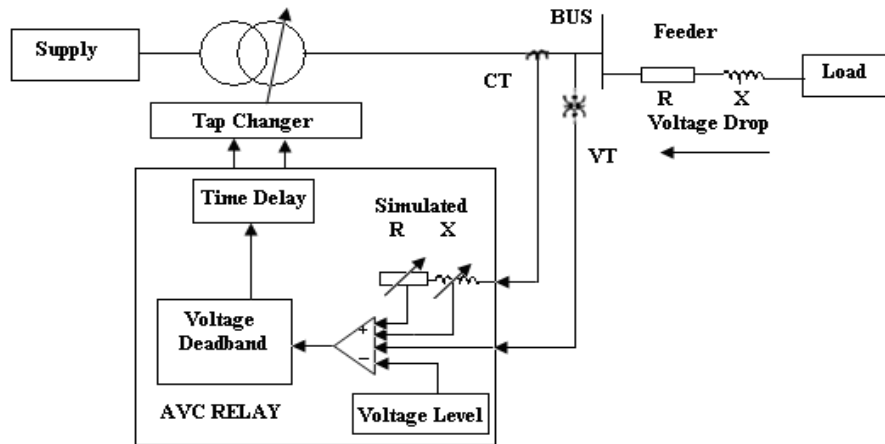 BUS
Supply
Feeder
Load
CT
R X
Voltage Drop
Tap Changer
VT
Time Delay
Simulated
R X
Voltage
Deadband
+
−
AVC RELAY
Voltage Level